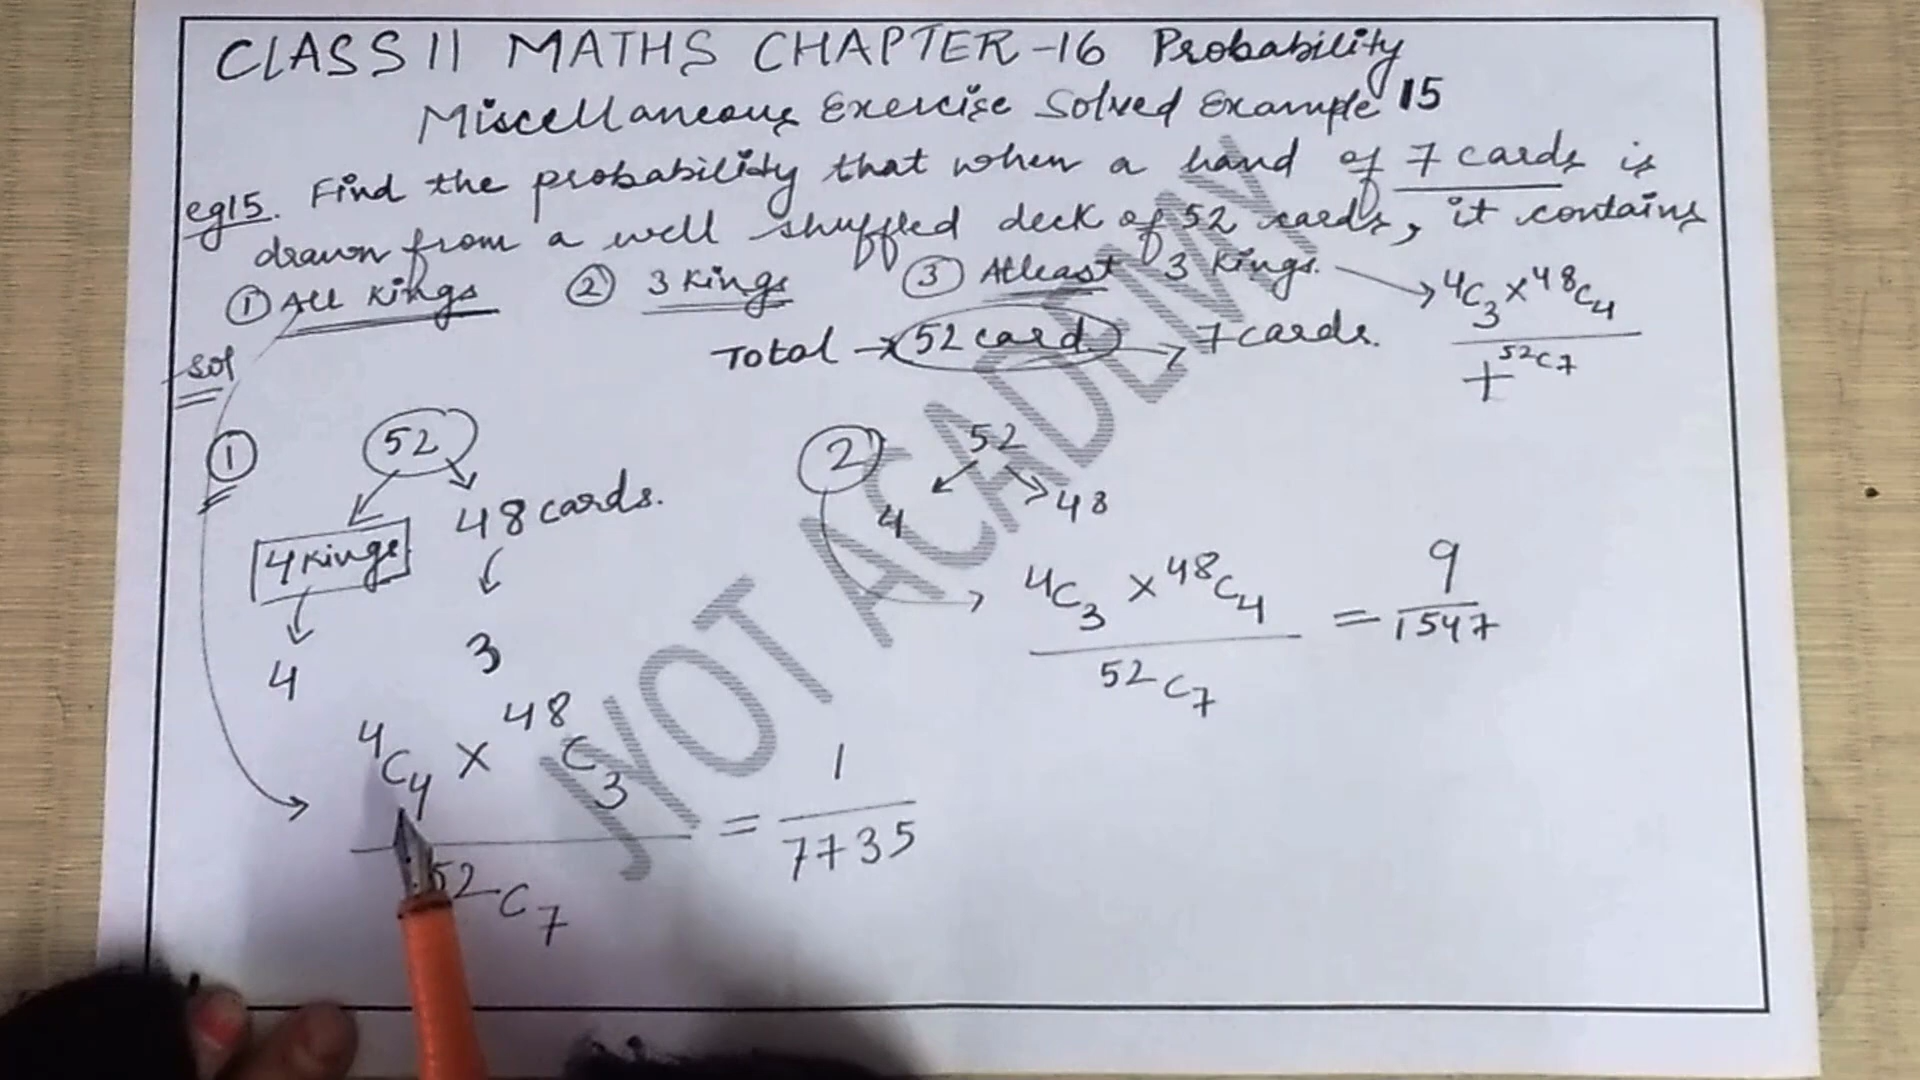 CLASS 11 MATHS CHAPTER-16 Probability
Miscellaneous Exercise Solved Example 15
eg15. Find the probability that when a hand of 7 cards is
drawn from a well shuffled deck of 52 cards, it contains
① All Kings ② 3 Kings ③ Atleast 3 Kings. → ⁴C₃ × ⁴⁸C₄
Total → 52 card → 7 cards. ⁵²C₇
+
Sol
① 52
4 Kings 48 cards.
4 3
⁴C₄ × ⁴⁸C₃ = 1
⁵²C₇ 7735
② 52
4 48
⁴C₃ × ⁴⁸C₄ = 9
⁵²C₇ 1547
JYOT ACADEMY